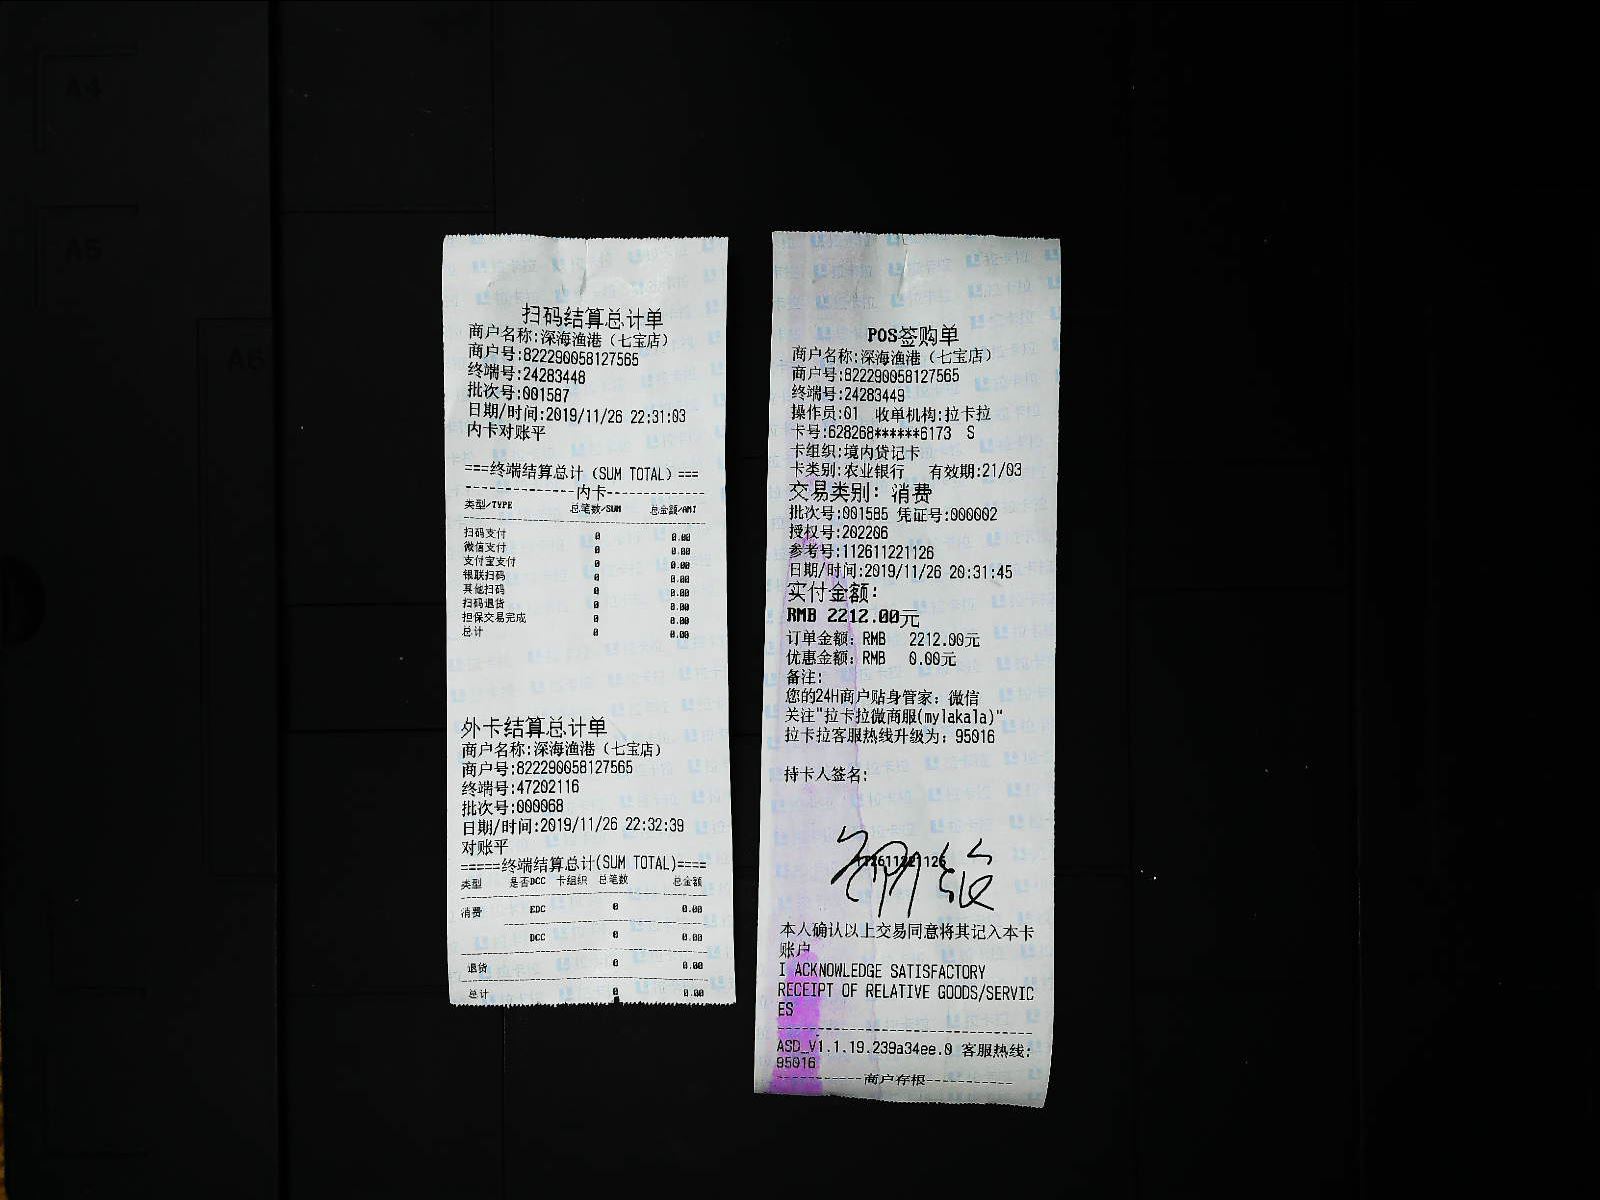 A4
A5
A6
扫码结算总计单
商户名称:深海渔港（七宝店）
商户号:822290058127565
终端号:24283448
批次号:001587
日期/时间:2019/11/26 22:31:03
内卡对账平
===终端结算总计（SUM TOTAL）===
--------------内卡-------------
类型/TYPE 总笔数/SUM 总金额/AMT
扫码支付 0 0.00
微信支付 0 0.00
支付宝支付 0 0.00
银联扫码 0 0.00
其他扫码 0 0.00
扫码退货 0 0.00
担保交易完成 0 0.00
总计 0 0.00
外卡结算总计单
商户名称:深海渔港（七宝店）
商户号:822290058127565
终端号:47202116
批次号:000068
日期/时间:2019/11/26 22:32:39
对账平
=====终端结算总计(SUM TOTAL)====
类型 是否DCC 卡组织 总笔数 总金额
消费 EDC 0 0.00
DCC 0 0.00
退货 0 0.00
总计 0 0.00
POS签购单
商户名称:深海渔港（七宝店）
商户号:822290058127565
终端号:24283449
操作员:01 收单机构:拉卡拉
卡号:628268******6173 S
卡组织:境内贷记卡
卡类别:农业银行 有效期:21/03
交易类别: 消费
批次号:001585 凭证号:000002
授权号:202206
参考号:112611221126
日期/时间:2019/11/26 20:31:45
实付金额:
RMB 2212.00元
订单金额: RMB 2212.00元
优惠金额: RMB 0.00元
备注:
您的24H商户贴身管家: 微信
关注"拉卡拉微商服(mylakala)"
拉卡拉客服热线升级为: 95016
持卡人签名:
本人确认以上交易同意将其记入本卡
账户
I ACKNOWLEDGE SATISFACTORY
RECEIPT OF RELATIVE GOODS/SERVIC
ES
ASD_V1.1.19.239a34ee.0 客服热线:
95016
-----------商户存根-----------